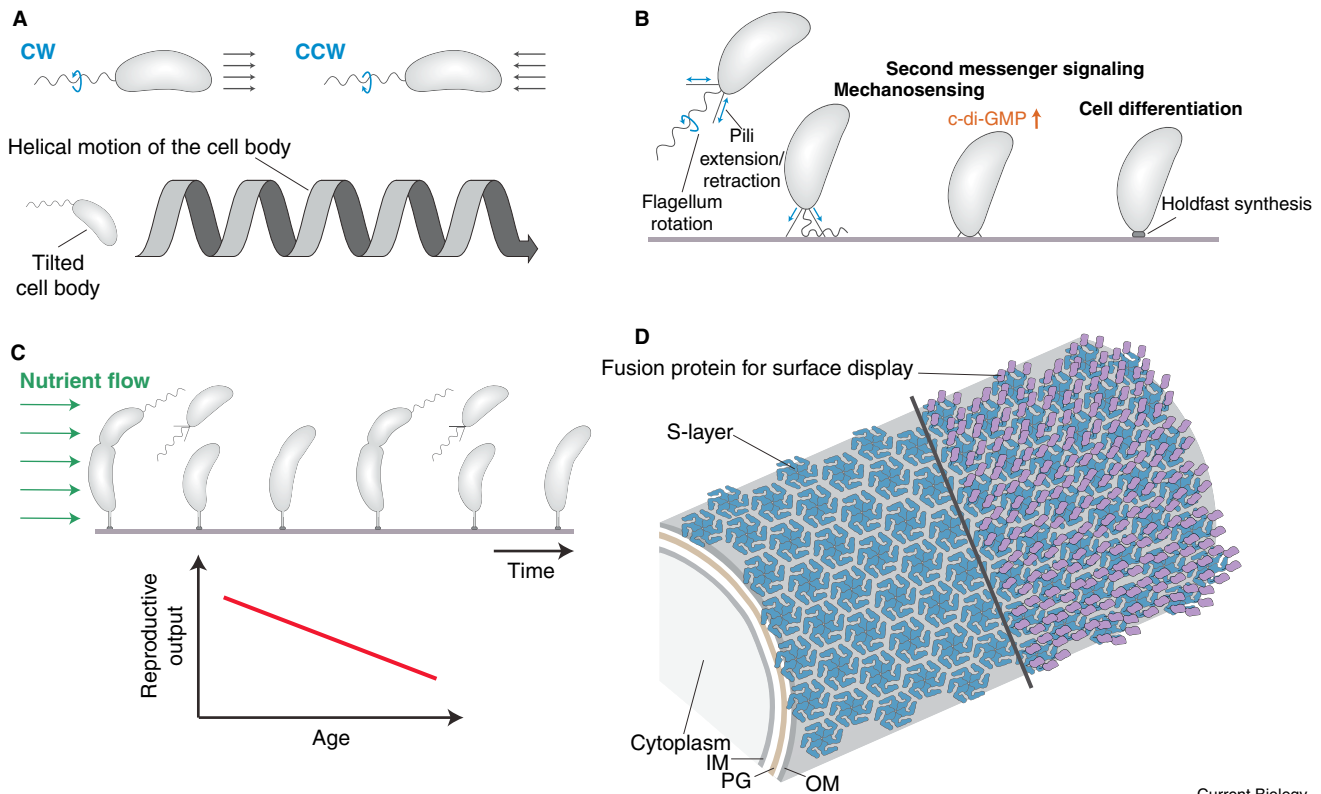 A
CW
CCW
Helical motion of the cell body
Tilted
cell body
B
Second messenger signaling
Mechanosensing
c-di-GMP
Cell differentiation
Pili
extension/
retraction
Flagellum
rotation
Holdfast synthesis
C
Nutrient flow
Time
Reproductive
output
Age
D
Fusion protein for surface display
S-layer
Cytoplasm
IM
PG
OM
Current Biology